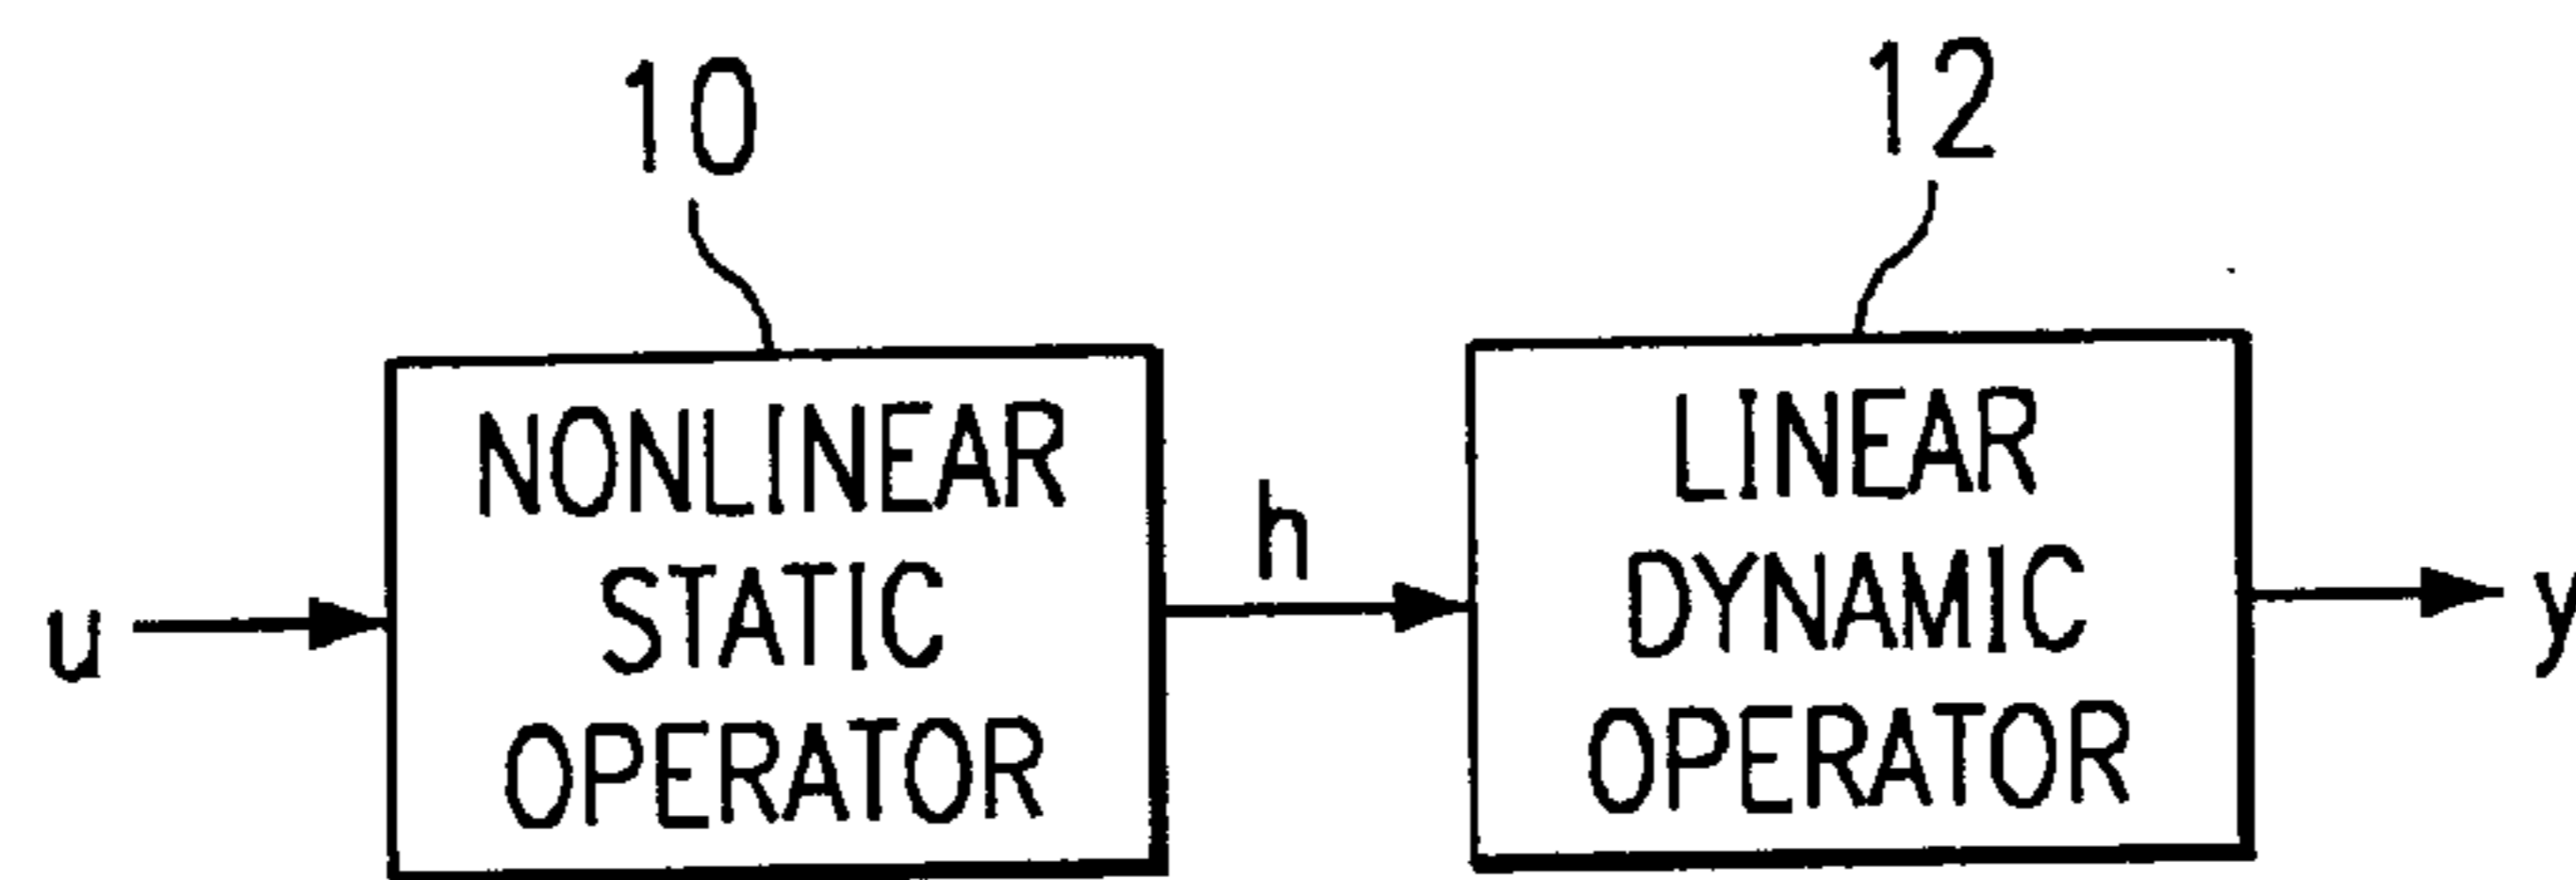 10
12
NONLINEAR
STATIC
OPERATOR
LINEAR
DYNAMIC
OPERATOR
u
h
y